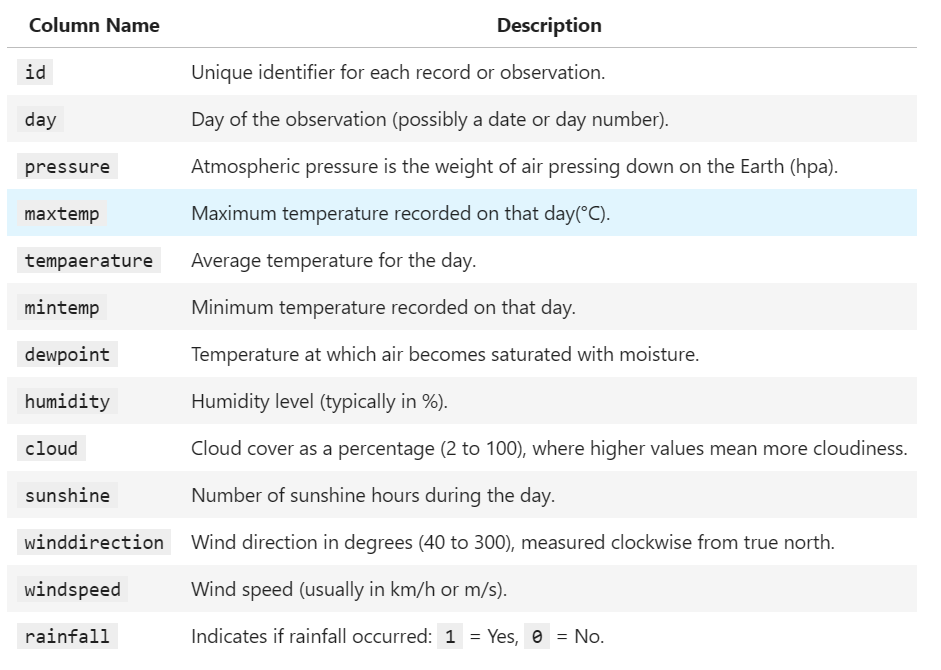 Column Name Description
id Unique identifier for each record or observation.
day Day of the observation (possibly a date or day number).
pressure Atmospheric pressure is the weight of air pressing down on the Earth (hpa).
maxtemp Maximum temperature recorded on that day(°C).
tempaerature Average temperature for the day.
mintemp Minimum temperature recorded on that day.
dewpoint Temperature at which air becomes saturated with moisture.
humidity Humidity level (typically in %).
cloud Cloud cover as a percentage (2 to 100), where higher values mean more cloudiness.
sunshine Number of sunshine hours during the day.
winddirection Wind direction in degrees (40 to 300), measured clockwise from true north.
windspeed Wind speed (usually in km/h or m/s).
rainfall Indicates if rainfall occurred: 1 = Yes, 0 = No.